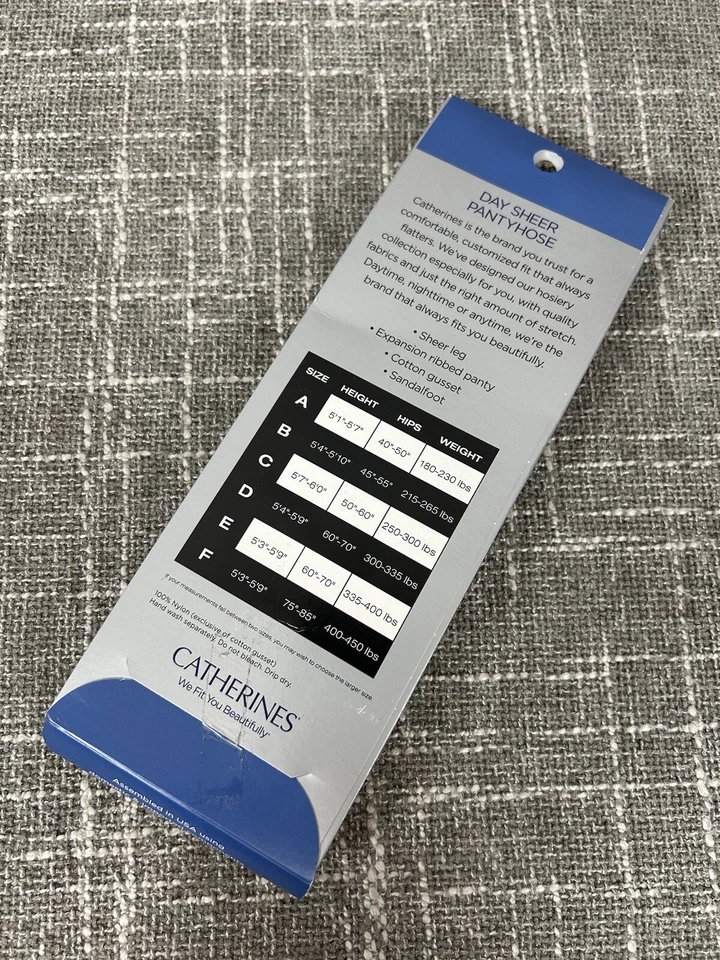 DAY SHEER
PANTYHOSE
Catherines is the brand you trust for a
comfortable, customized fit that always
flatters. We've designed our hosiery
collection especially for you, with quality
fabrics and just the right amount of stretch.
Daytime, nighttime or anytime, we're the
brand that always fits you beautifully.
• Sheer leg
• Expansion ribbed panty
• Cotton gusset
• Sandalfoot
SIZE HEIGHT HIPS WEIGHT
A 5'1"-5'7" 40"-50" 180-230 lbs
B 5'4"-5'10" 45"-55" 215-265 lbs
C 5'7"-6'0" 50"-60" 250-300 lbs
D 5'4"-5'9" 60"-70" 300-335 lbs
E 5'3"-5'9" 60"-70" 335-400 lbs
F 5'3"-5'9" 75"-85" 400-450 lbs
If your measurements fall between two sizes, you may wish to choose the larger size
100% Nylon (exclusive of cotton gusset)
Hand wash separately. Do not bleach. Drip dry.
CATHERINES®
We Fit You Beautifully™
Assembled in USA using